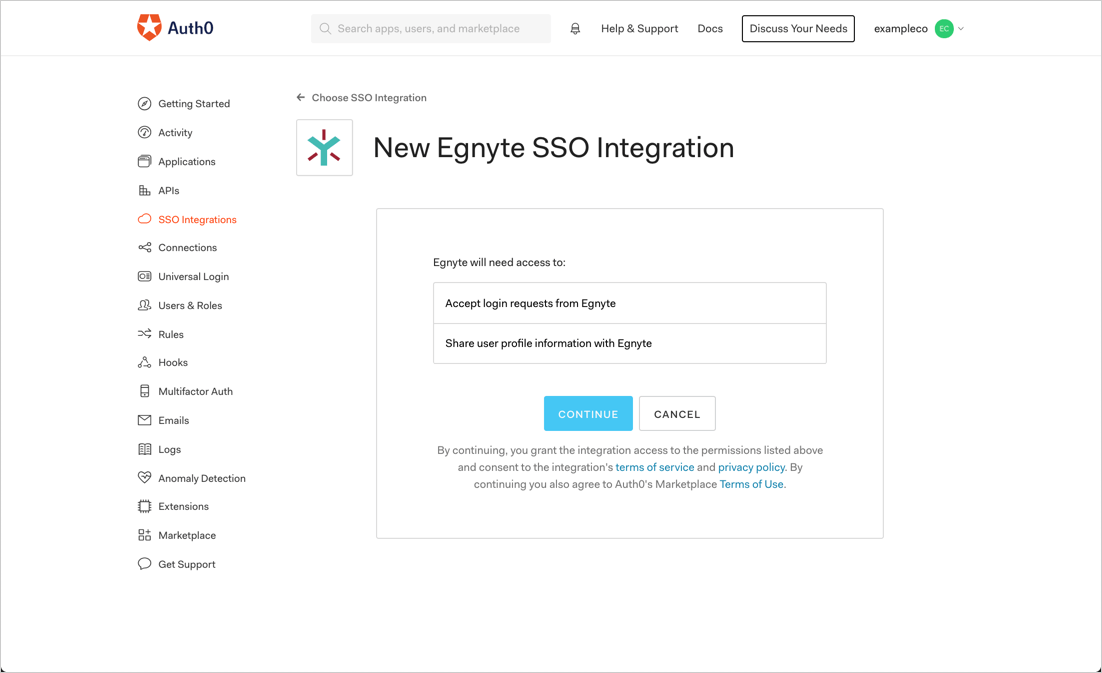 Auth0
Search apps, users, and marketplace
Help & Support
Docs
Discuss Your Needs
exampleco
EC
Getting Started
Activity
Applications
APIs
SSO Integrations
Connections
Universal Login
Users & Roles
Rules
Hooks
Multifactor Auth
Emails
Logs
Anomaly Detection
Extensions
Marketplace
Get Support
Choose SSO Integration
New Egnyte SSO Integration
Egnyte will need access to:
Accept login requests from Egnyte
Share user profile information with Egnyte
CONTINUE
CANCEL
By continuing, you grant the integration access to the permissions listed above
and consent to the integration's terms of service and privacy policy. By
continuing you also agree to Auth0's Marketplace Terms of Use.